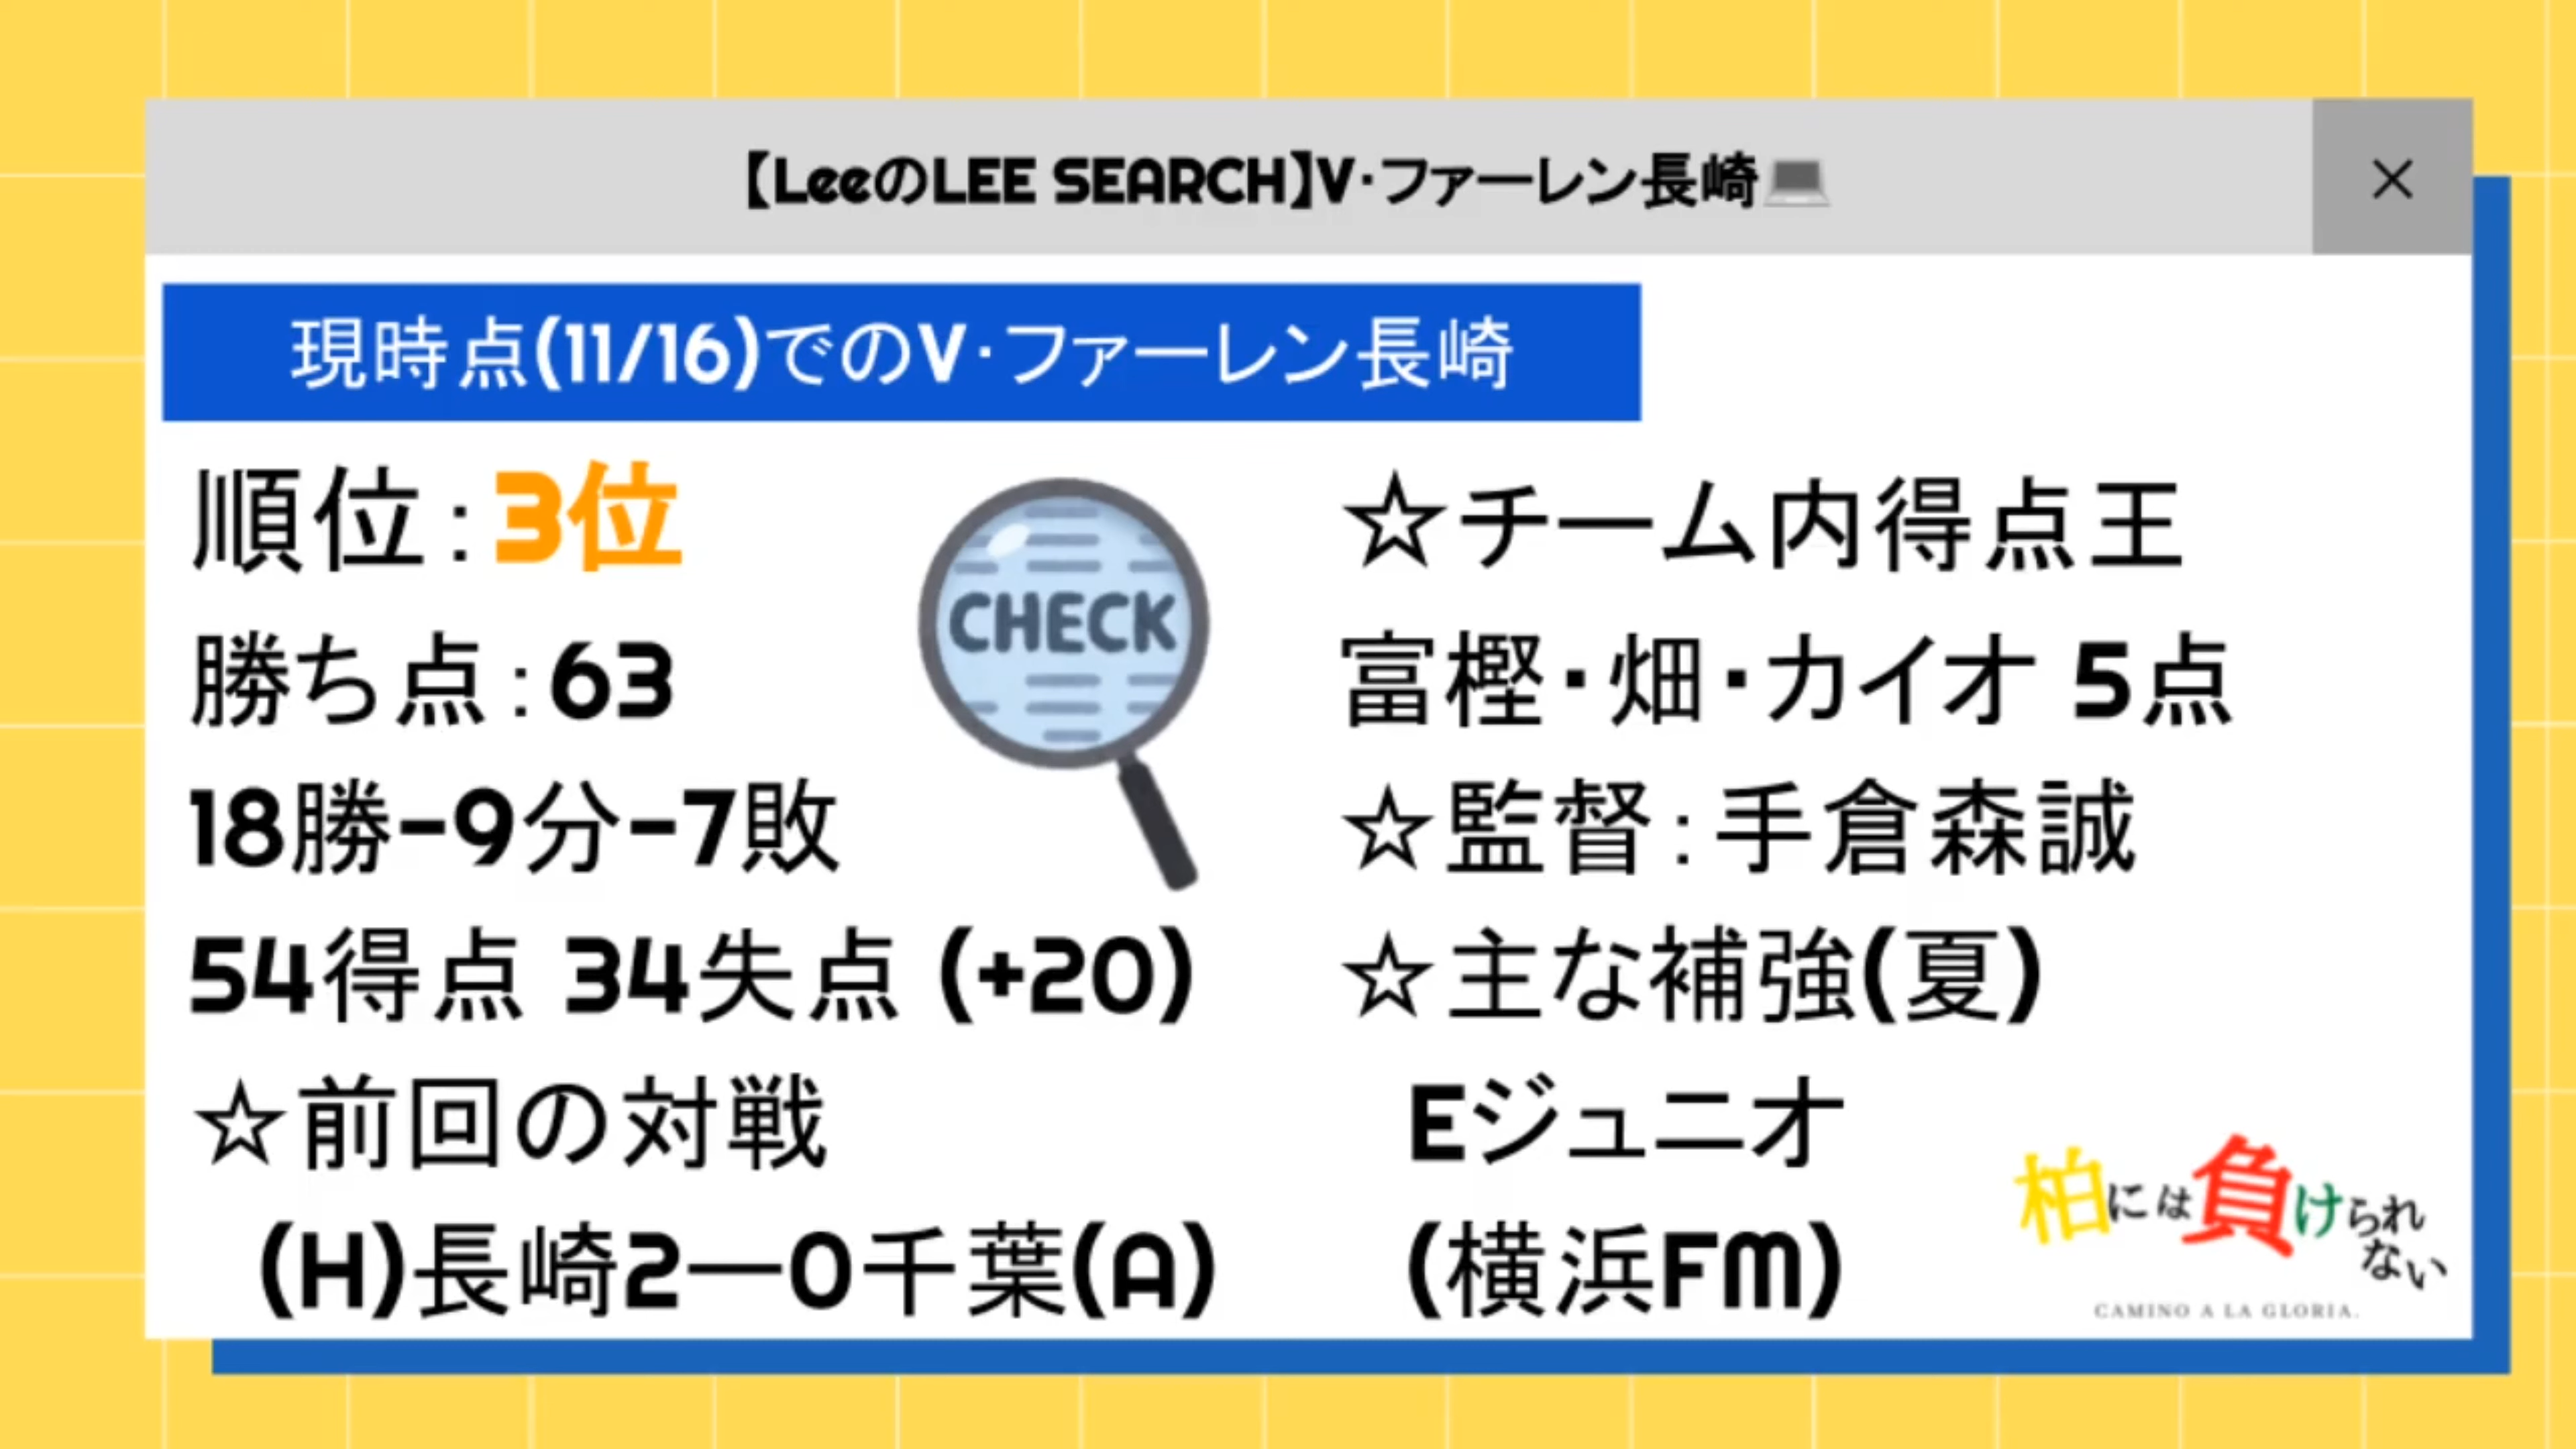 【LeeのLEE SEARCH】V・ファーレン長崎💻
現時点(11/16)でのV・ファーレン長崎
順位:3位
勝ち点:63
18勝-9分-7敗
54得点 34失点 (+20)
☆前回の対戦
(H)長崎2ー0千葉(A)
CHECK
☆チーム内得点王
富樫・畑・カイオ 5点
☆監督:手倉森誠
☆主な補強(夏)
Eジュニオ
(横浜FM)
柏には負けられ
ない
CAMINO A LA GLORIA.